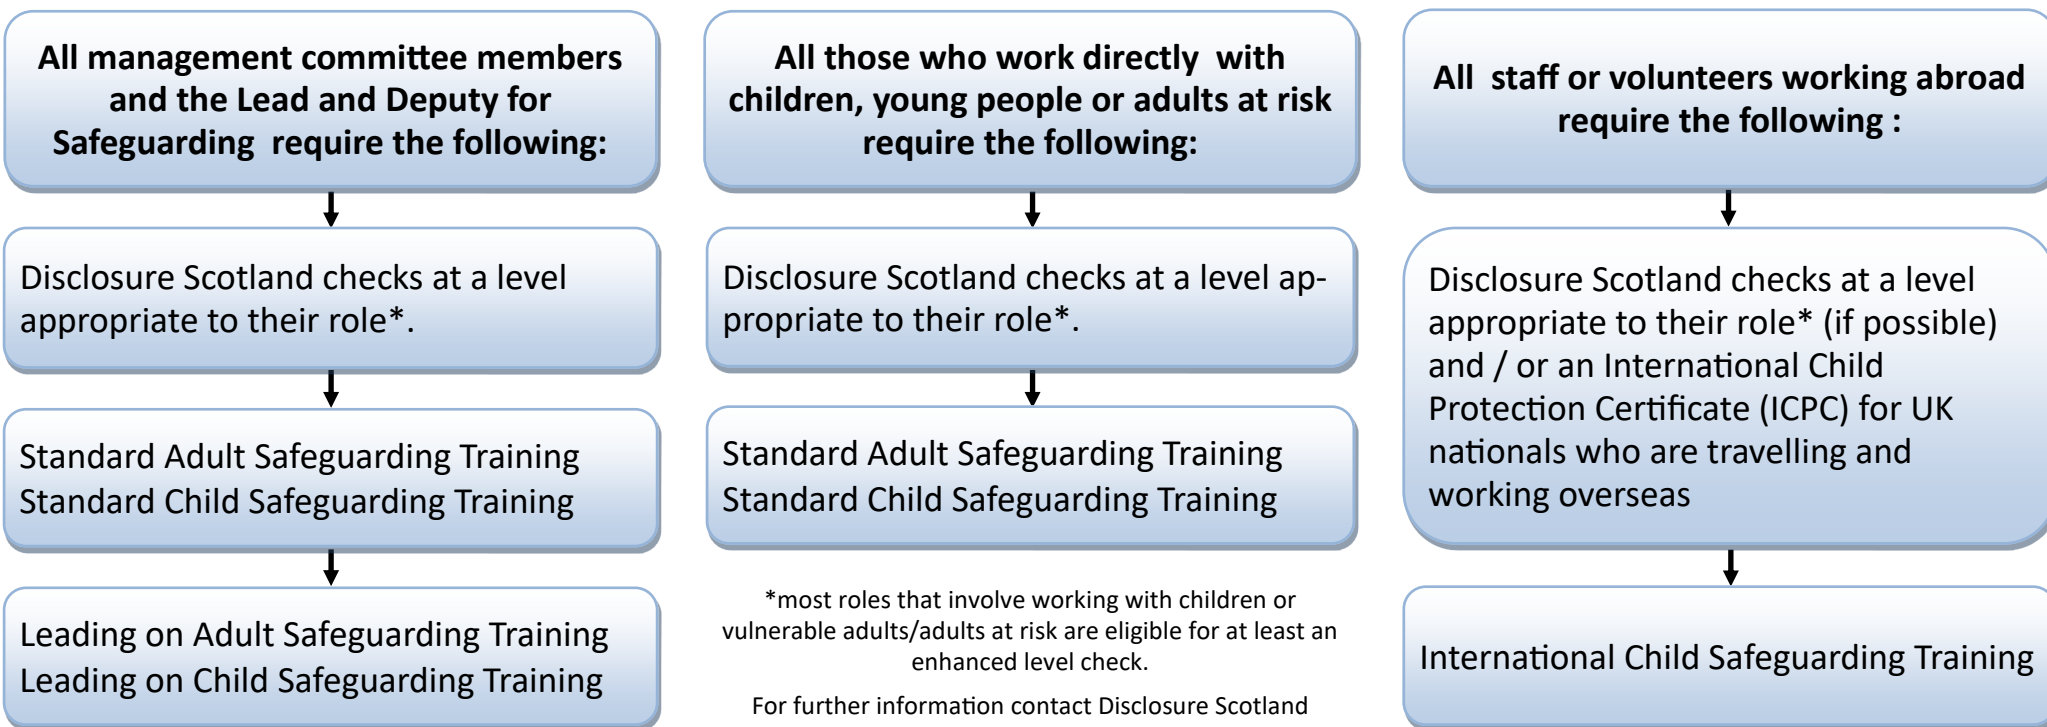 All management committee members
and the Lead and Deputy for
Safeguarding require the following:
Disclosure Scotland checks at a level
appropriate to their role*.
Standard Adult Safeguarding Training
Standard Child Safeguarding Training
Leading on Adult Safeguarding Training
Leading on Child Safeguarding Training
All those who work directly with
children, young people or adults at risk
require the following:
Disclosure Scotland checks at a level ap-
propriate to their role*.
Standard Adult Safeguarding Training
Standard Child Safeguarding Training
*most roles that involve working with children or
vulnerable adults/adults at risk are eligible for at least an
enhanced level check.
For further information contact Disclosure Scotland
All staff or volunteers working abroad
require the following :
Disclosure Scotland checks at a level
appropriate to their role* (if possible)
and / or an International Child
Protection Certificate (ICPC) for UK
nationals who are travelling and
working overseas
International Child Safeguarding Training